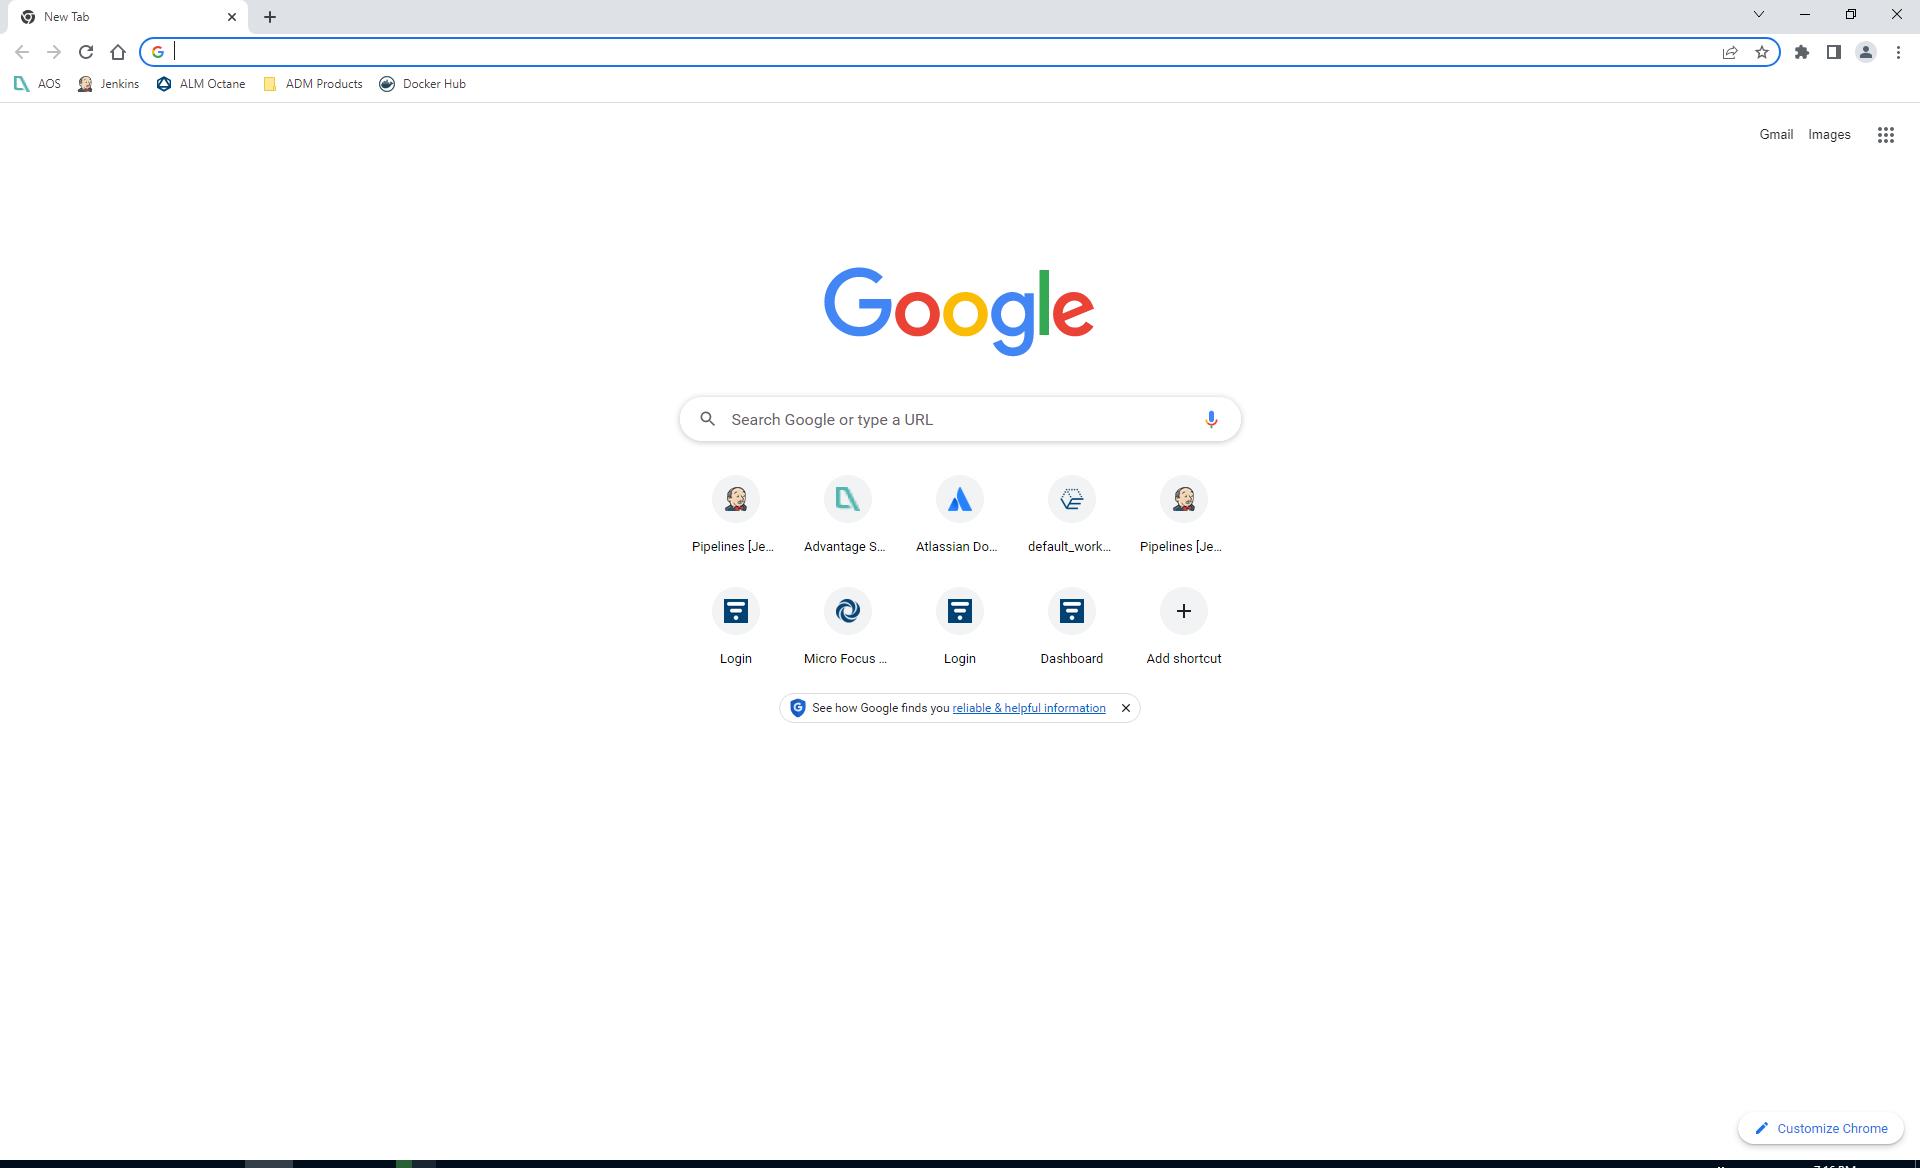 New Tab
AOS Jenkins ALM Octane ADM Products Docker Hub
Gmail Images
Google
Search Google or type a URL
Pipelines [Je... Advantage S... Atlassian Do... default_work... Pipelines [Je...
Login Micro Focus ... Login Dashboard Add shortcut
See how Google finds you reliable & helpful information
Customize Chrome